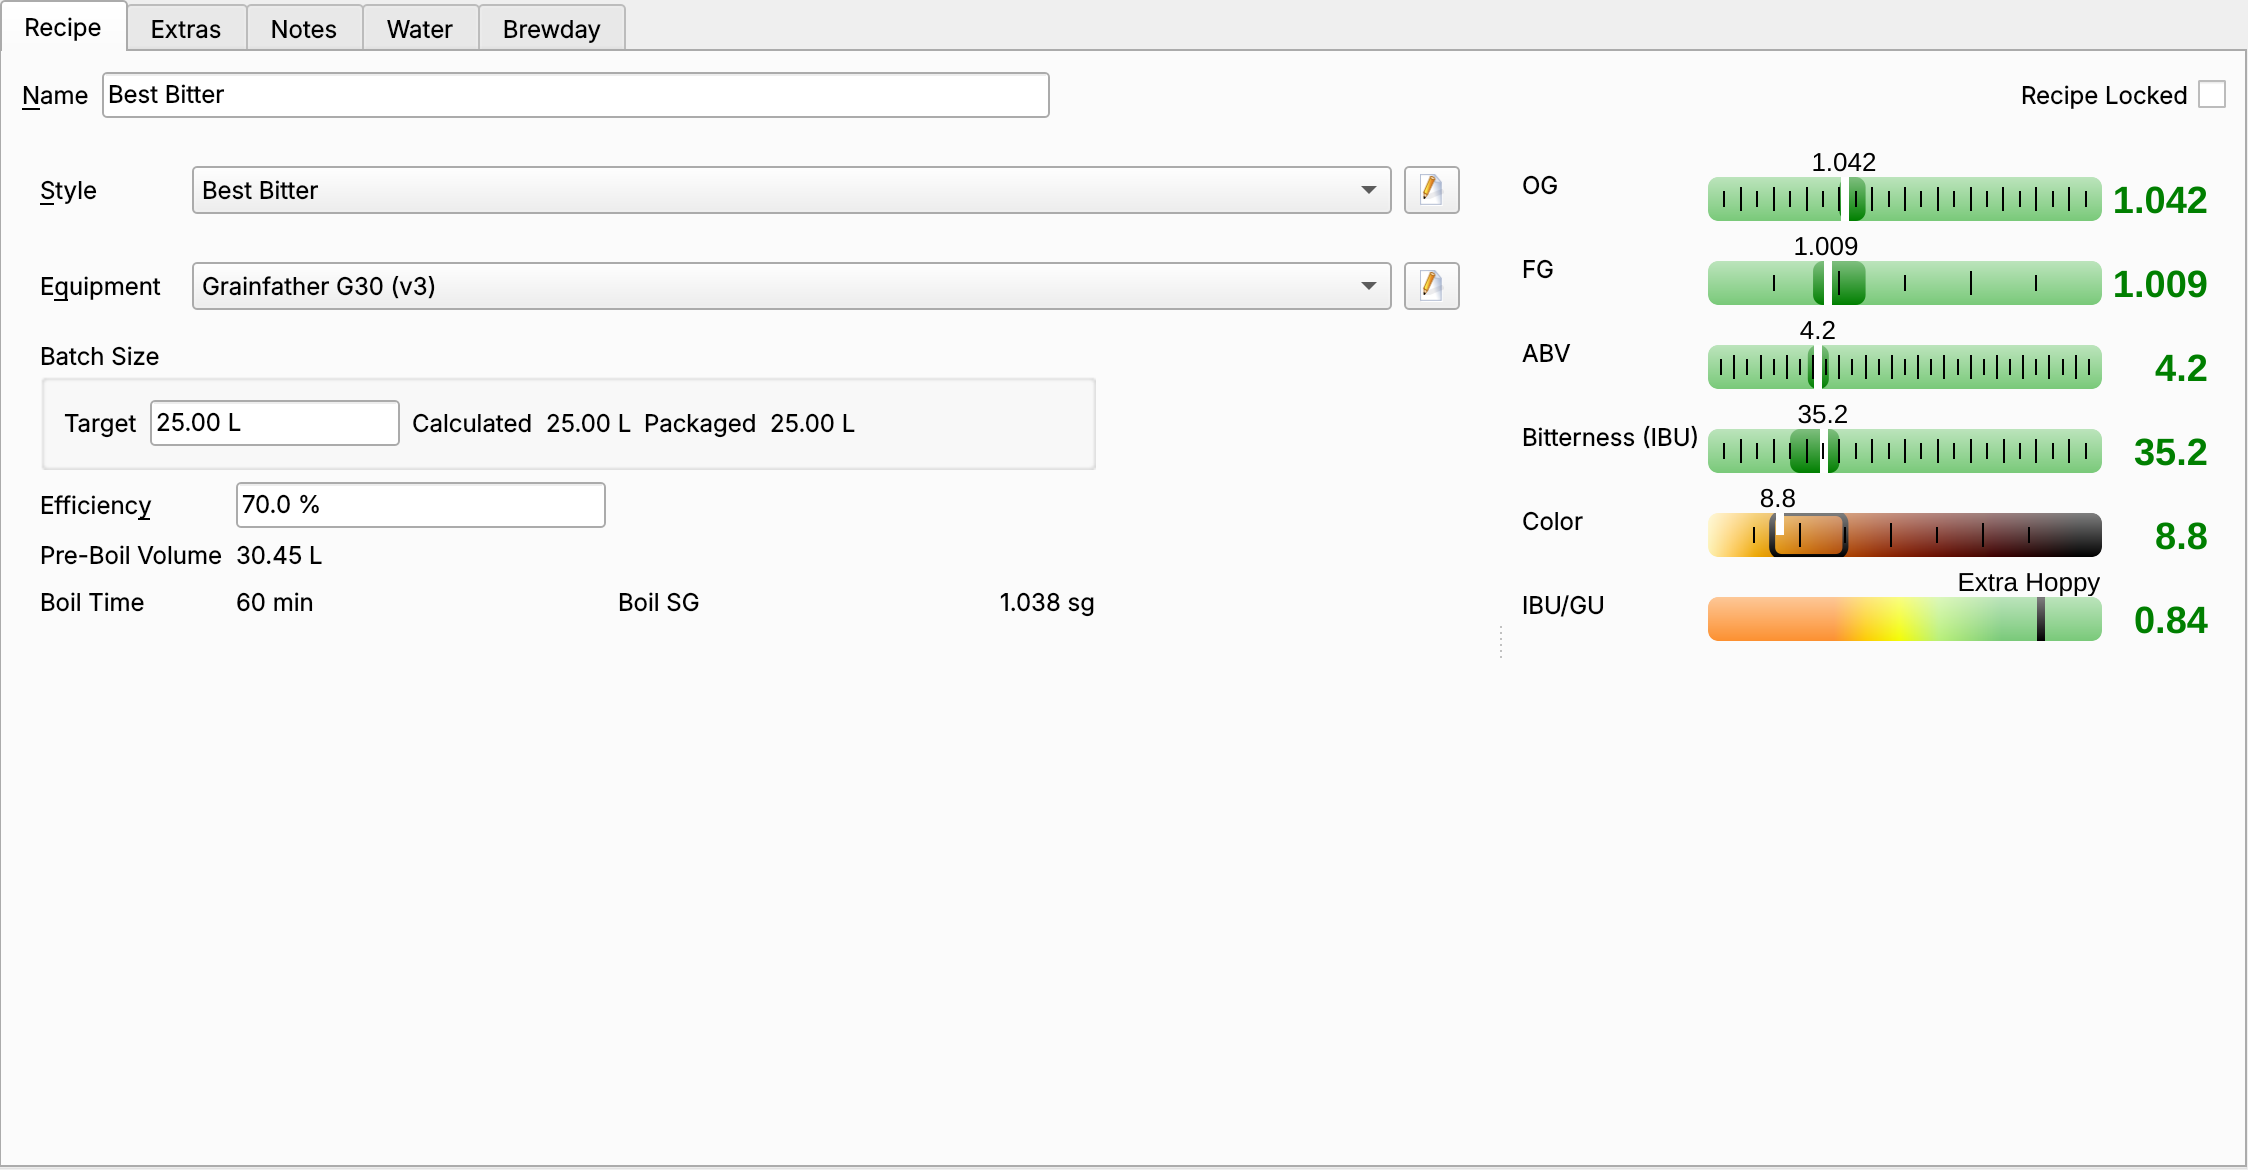 Recipe Extras Notes Water Brewday
Name Best Bitter Recipe Locked
Style Best Bitter
Equipment Grainfather G30 (v3)
Batch Size
Target 25.00 L Calculated 25.00 L Packaged 25.00 L
Efficiency 70.0 %
Pre-Boil Volume 30.45 L
Boil Time 60 min Boil SG 1.038 sg
1.042
OG 1.042
1.009
FG 1.009
4.2
ABV 4.2
35.2
Bitterness (IBU) 35.2
8.8
Color 8.8
Extra Hoppy
IBU/GU 0.84